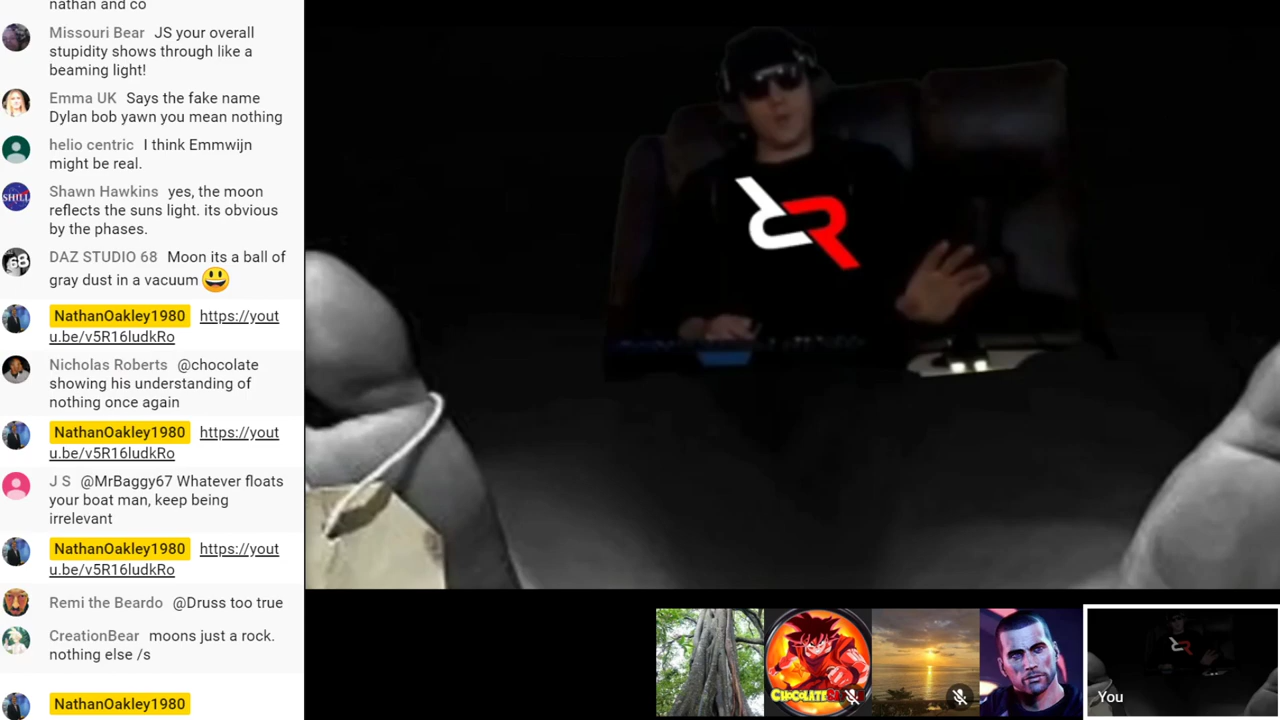 nathan and co
Missouri Bear JS your overall
stupidity shows through like a
beaming light!
Emma UK Says the fake name
Dylan bob yawn you mean nothing
helio centric I think Emmwijn
might be real.
Shawn Hawkins yes, the moon
reflects the suns light. its obvious
by the phases.
DAZ STUDIO 68 Moon its a ball of
gray dust in a vacuum 😃
NathanOakley1980 https://yout
u.be/v5R16ludkRo
Nicholas Roberts @chocolate
showing his understanding of
nothing once again
NathanOakley1980 https://yout
u.be/v5R16ludkRo
J S @MrBaggy67 Whatever floats
your boat man, keep being
irrelevant
NathanOakley1980 https://yout
u.be/v5R16ludkRo
Remi the Beardo @Druss too true
CreationBear moons just a rock.
nothing else /s
NathanOakley1980
SHILL
68
R
You